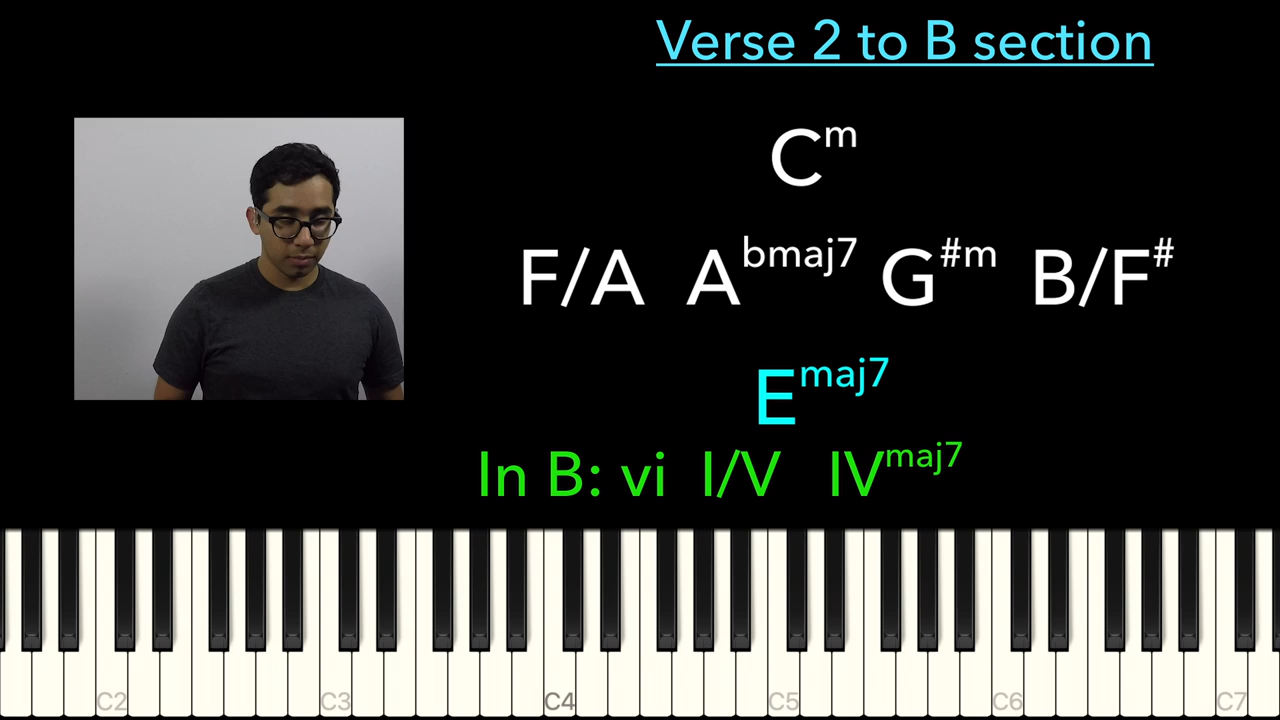 Verse 2 to B section
Cm
F/A Abmaj7 G#m B/F#
Emaj7
In B: vi I/V IVmaj7
C2 C3 C4 C5 C6 C7